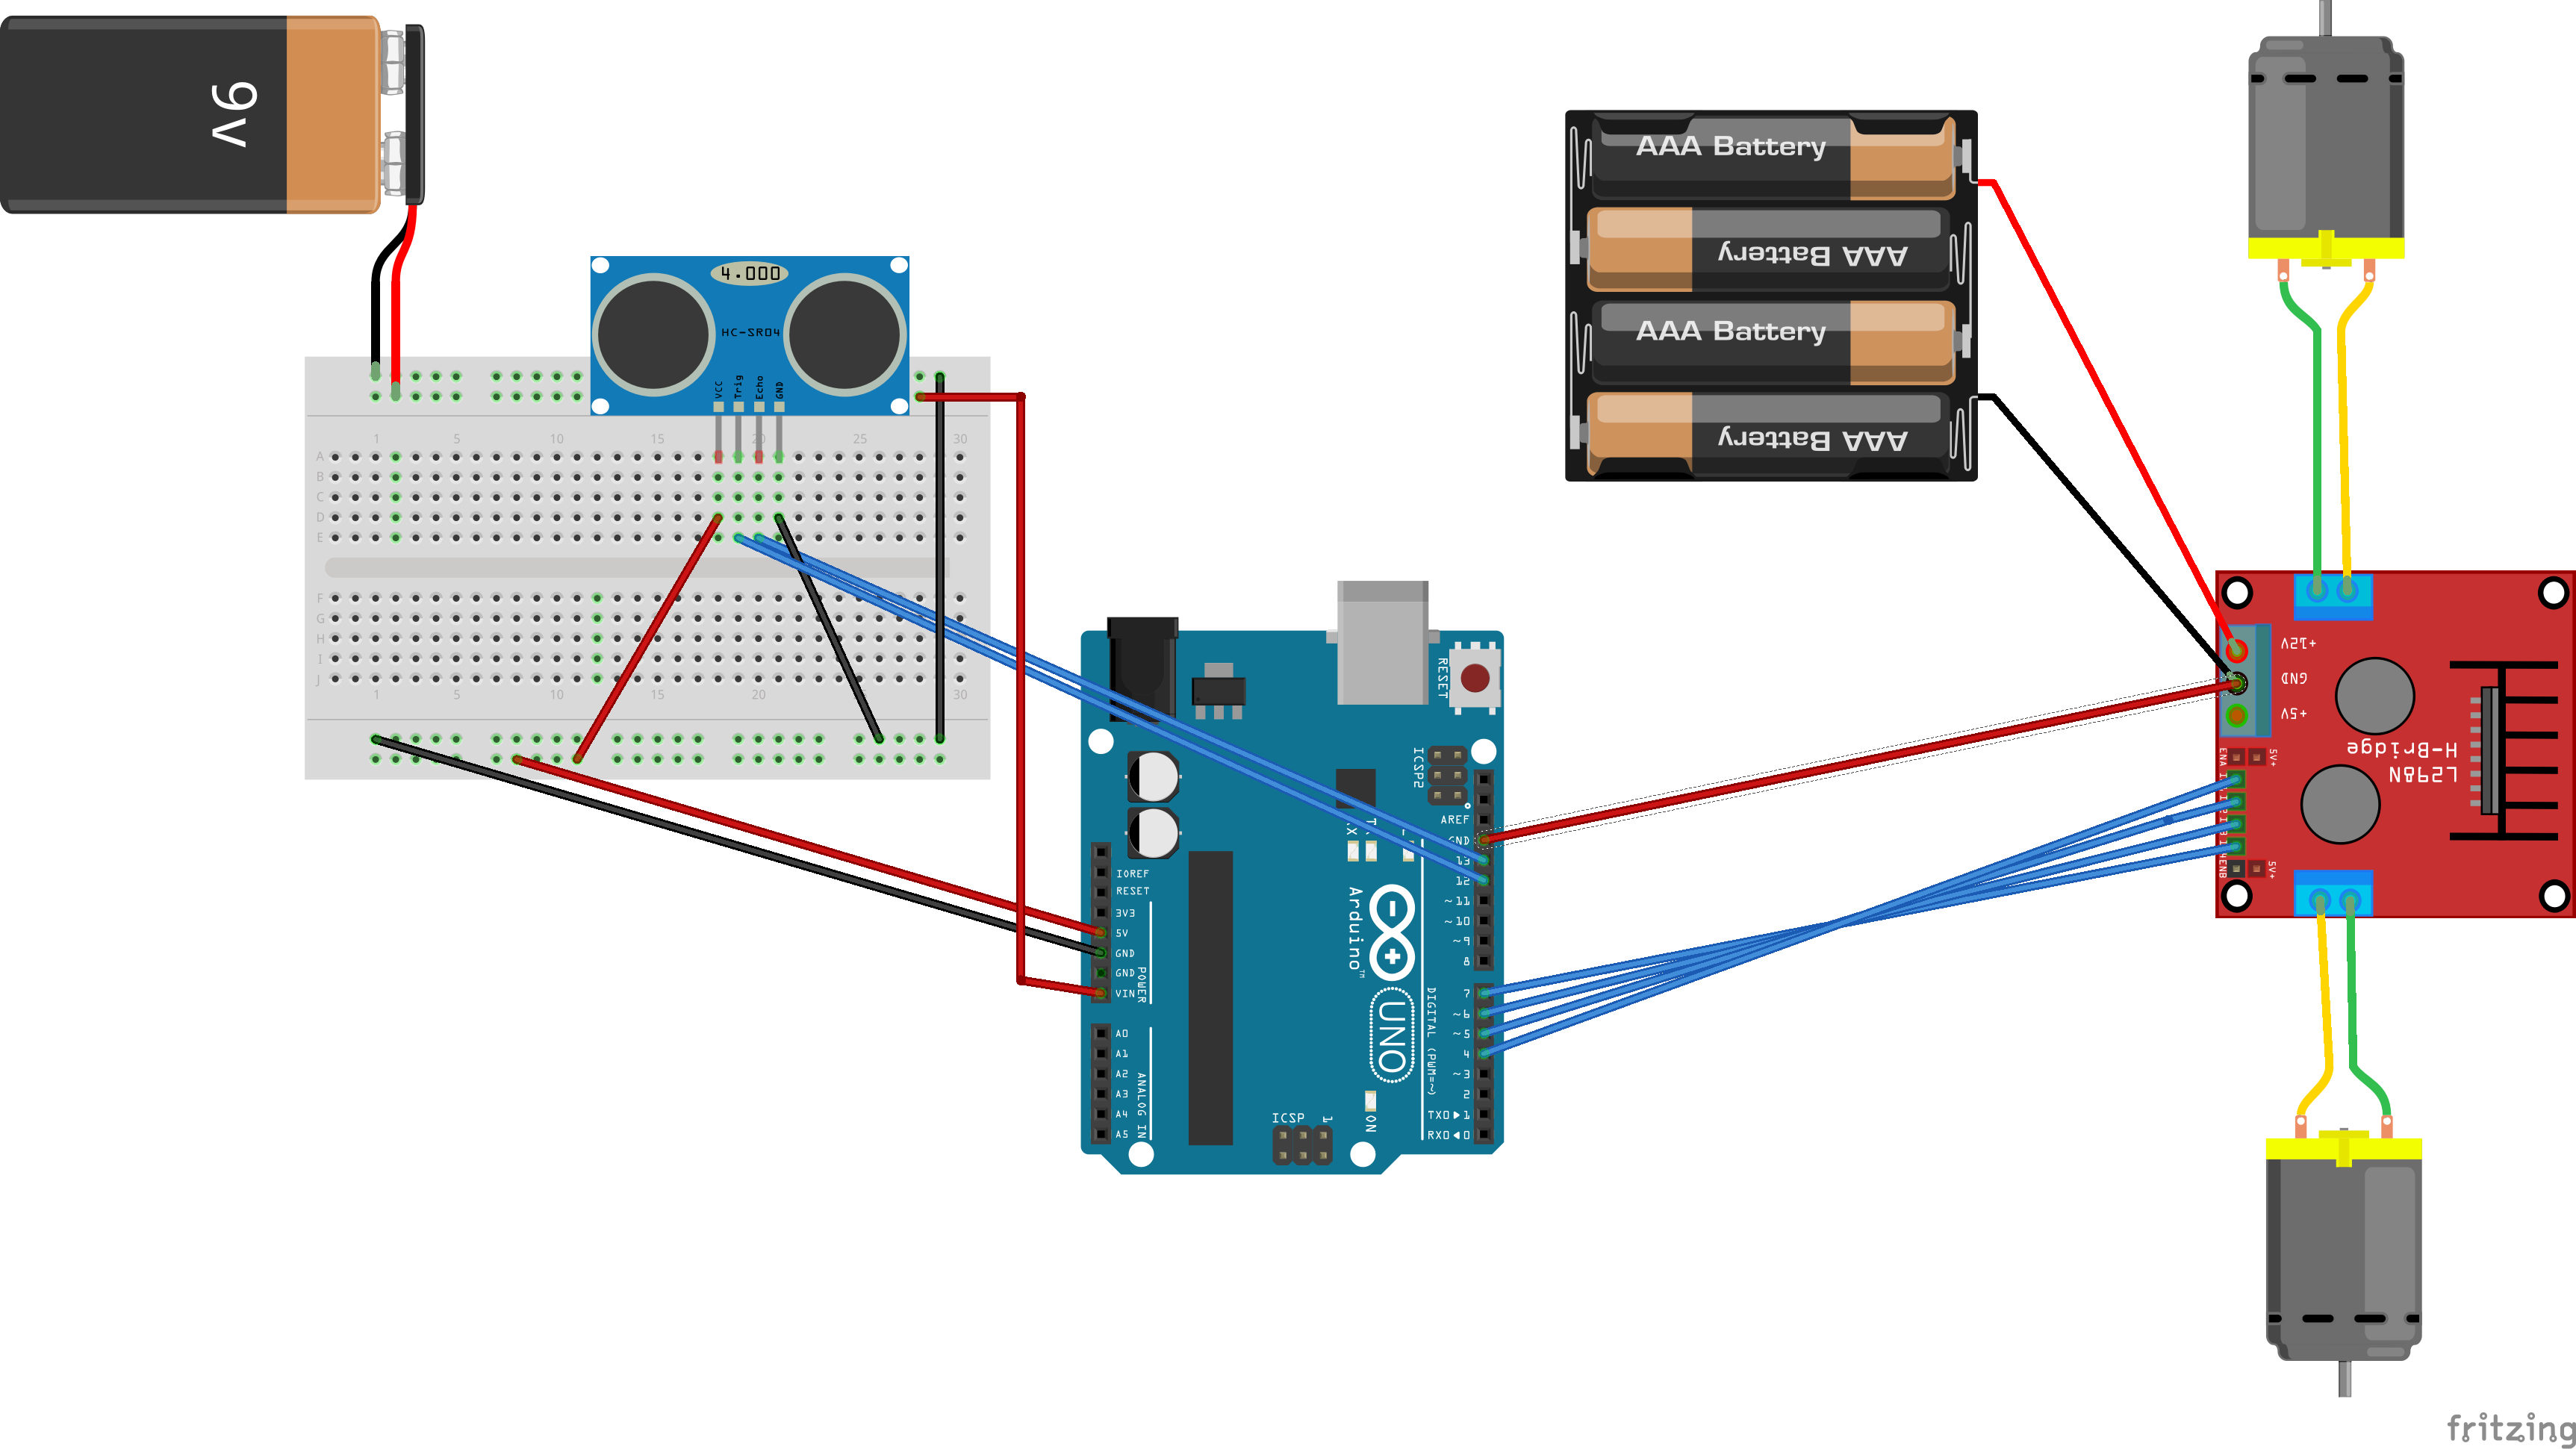 9v
4.000
HC-SR04
VCC
Trig
Echo
GND
1 5 10 15 20 25 30
A
B
C
D
E
F
G
H
I
J
1 5 10 15 20 30
AAA Battery
AAA Battery
AAA Battery
AAA Battery
RESET
ICSP2
AREF
GND
13
12
~11
~10
~9
8
7
~6
~5
4
~3
2
TX0▶1
RX0◀0
DIGITAL (PWM=~)
L
Arduino™
UNO
ON
ICSP 1
IOREF
RESET
3V3
5V
GND
GND
VIN
POWER
A0
A1
A2
A3
A4
A5
ANALOG IN
+12V
GND
+5V
L298N
H-Bridge
ENA
5V+
ENB
5V+
fritzing